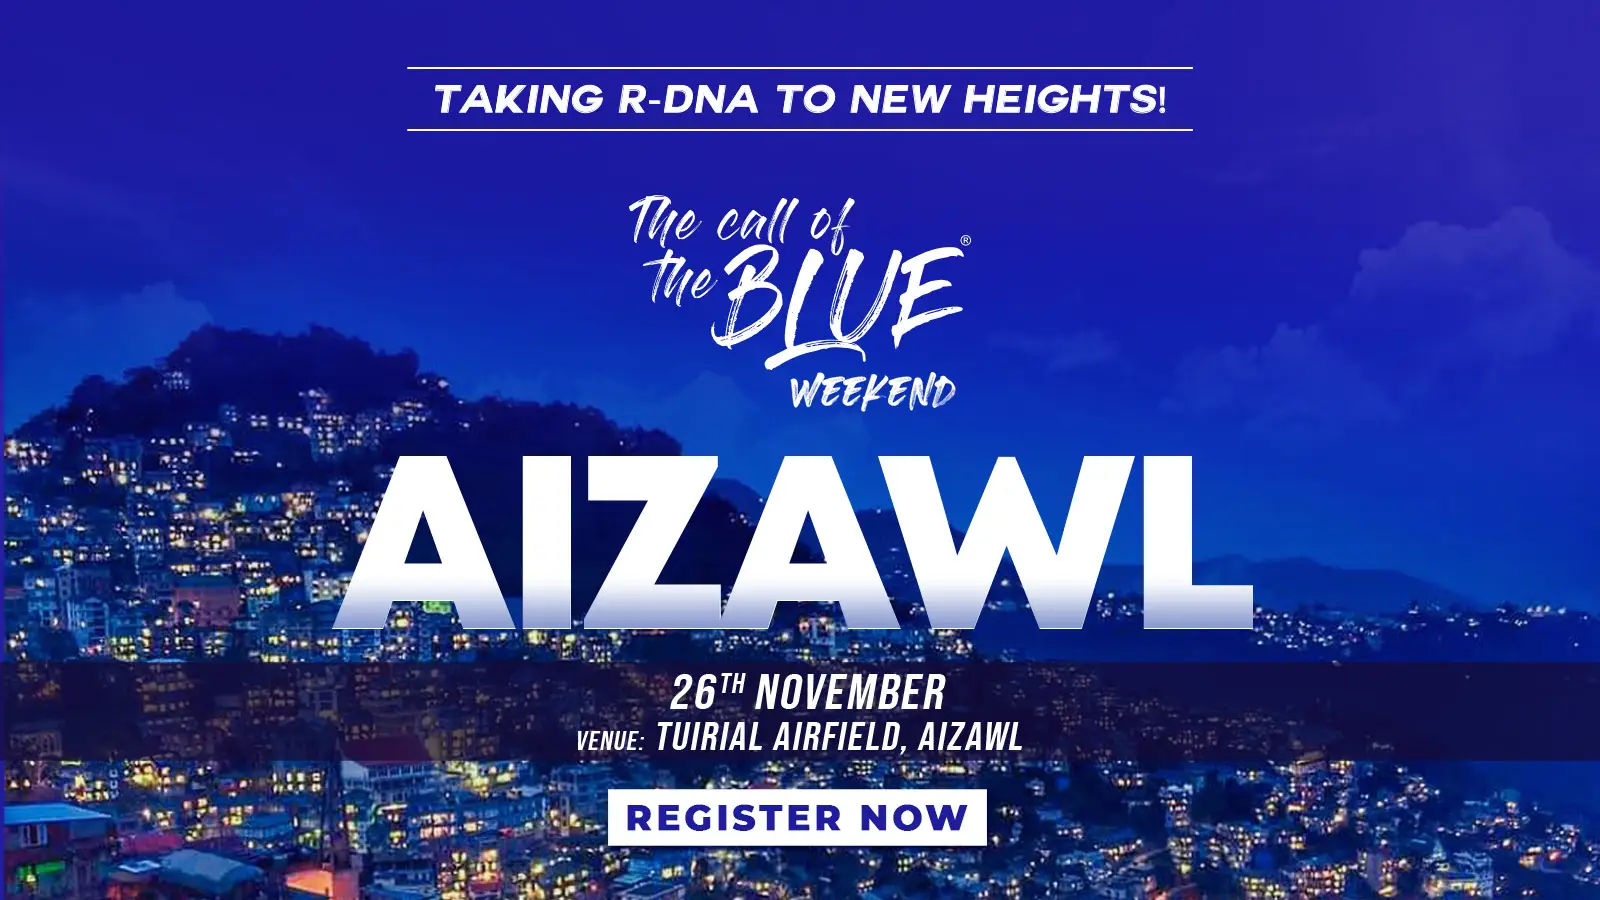 TAKING R-DNA TO NEW HEIGHTS!
The call of
the BLUE®
WEEKEND
AIZAWL
26TH NOVEMBER
VENUE: TUIRIAL AIRFIELD, AIZAWL
REGISTER NOW